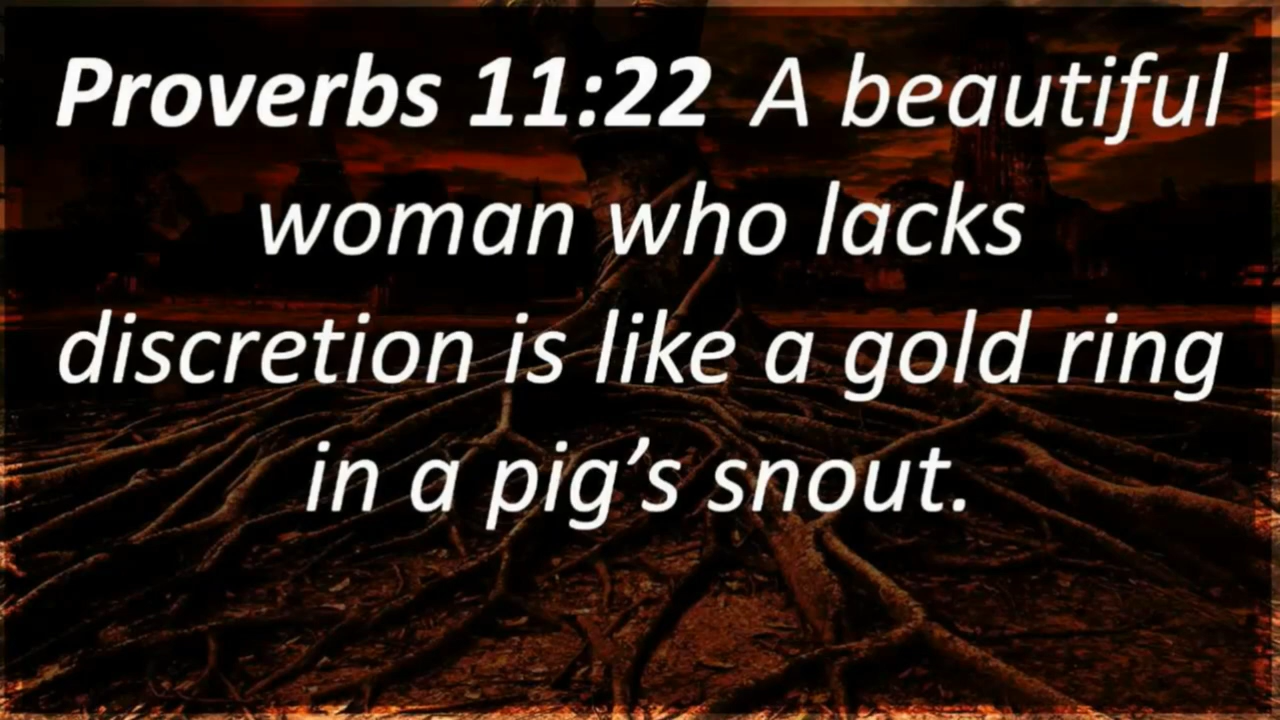 Proverbs 11:22 A beautiful
woman who lacks
discretion is like a gold ring
in a pig’s snout.